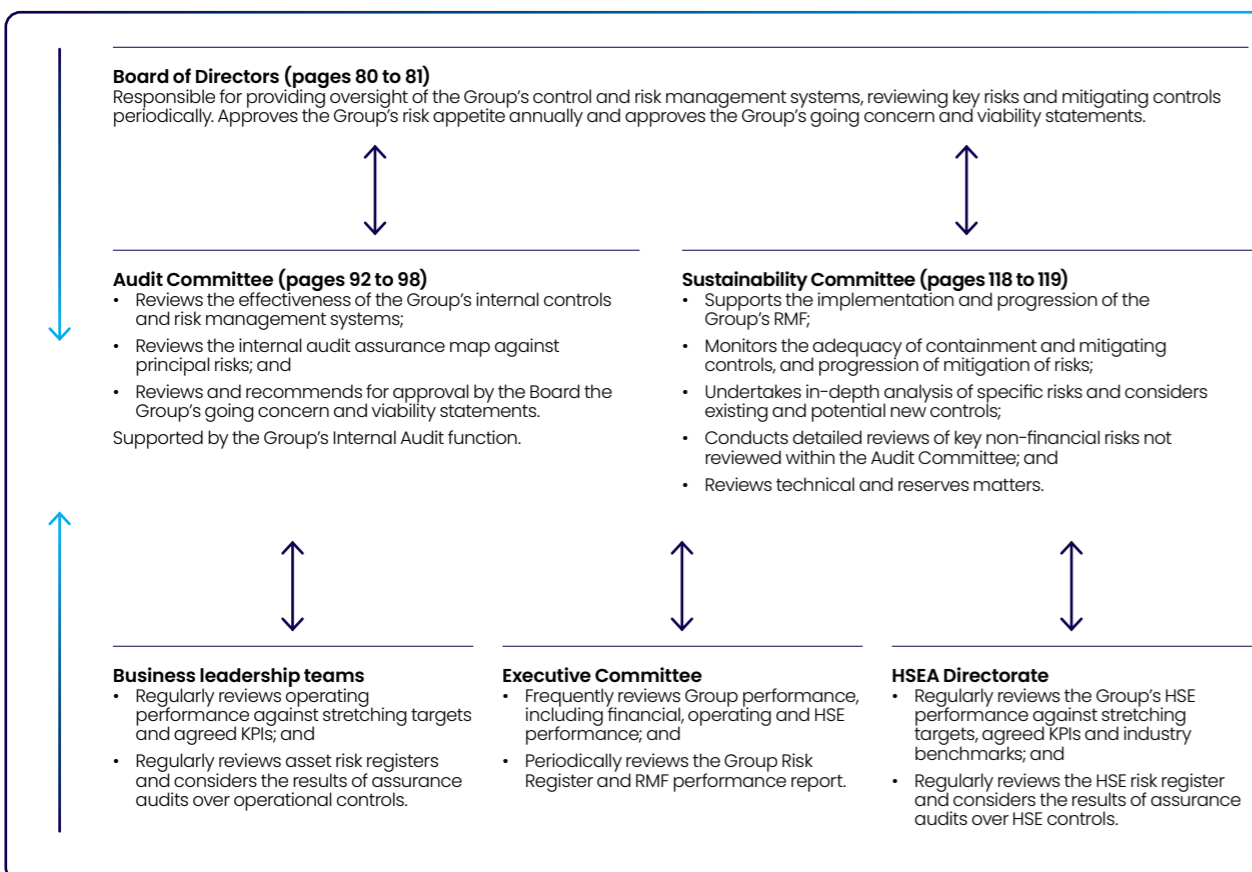 Board of Directors (pages 80 to 81)
Responsible for providing oversight of the Group's control and risk management systems, reviewing key risks and mitigating controls
periodically. Approves the Group's risk appetite annually and approves the Group's going concern and viability statements.
Audit Committee (pages 92 to 98)
• Reviews the effectiveness of the Group's internal controls
and risk management systems;
• Reviews the internal audit assurance map against
principal risks; and
• Reviews and recommends for approval by the Board the
Group's going concern and viability statements.
Supported by the Group's Internal Audit function.
Sustainability Committee (pages 118 to 119)
• Supports the implementation and progression of the
Group's RMF;
• Monitors the adequacy of containment and mitigating
controls, and progression of mitigation of risks;
• Undertakes in-depth analysis of specific risks and considers
existing and potential new controls;
• Conducts detailed reviews of key non-financial risks not
reviewed within the Audit Committee; and
• Reviews technical and reserves matters.
Business leadership teams
• Regularly reviews operating
performance against stretching targets
and agreed KPIs; and
• Regularly reviews asset risk registers
and considers the results of assurance
audits over operational controls.
Executive Committee
• Frequently reviews Group performance,
including financial, operating and HSE
performance; and
• Periodically reviews the Group Risk
Register and RMF performance report.
HSEA Directorate
• Regularly reviews the Group's HSE
performance against stretching
targets, agreed KPIs and industry
benchmarks; and
• Regularly reviews the HSE risk register
and considers the results of assurance
audits over HSE controls.